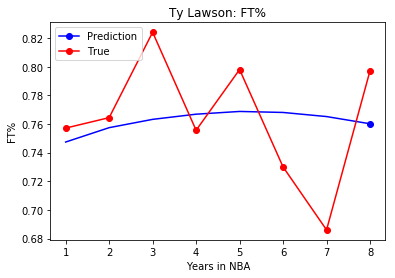 Ty Lawson: FT%
Prediction
True
FT%
0.82
0.80
0.78
0.76
0.74
0.72
0.70
0.68
1 2 3 4 5 6 7 8
Years in NBA